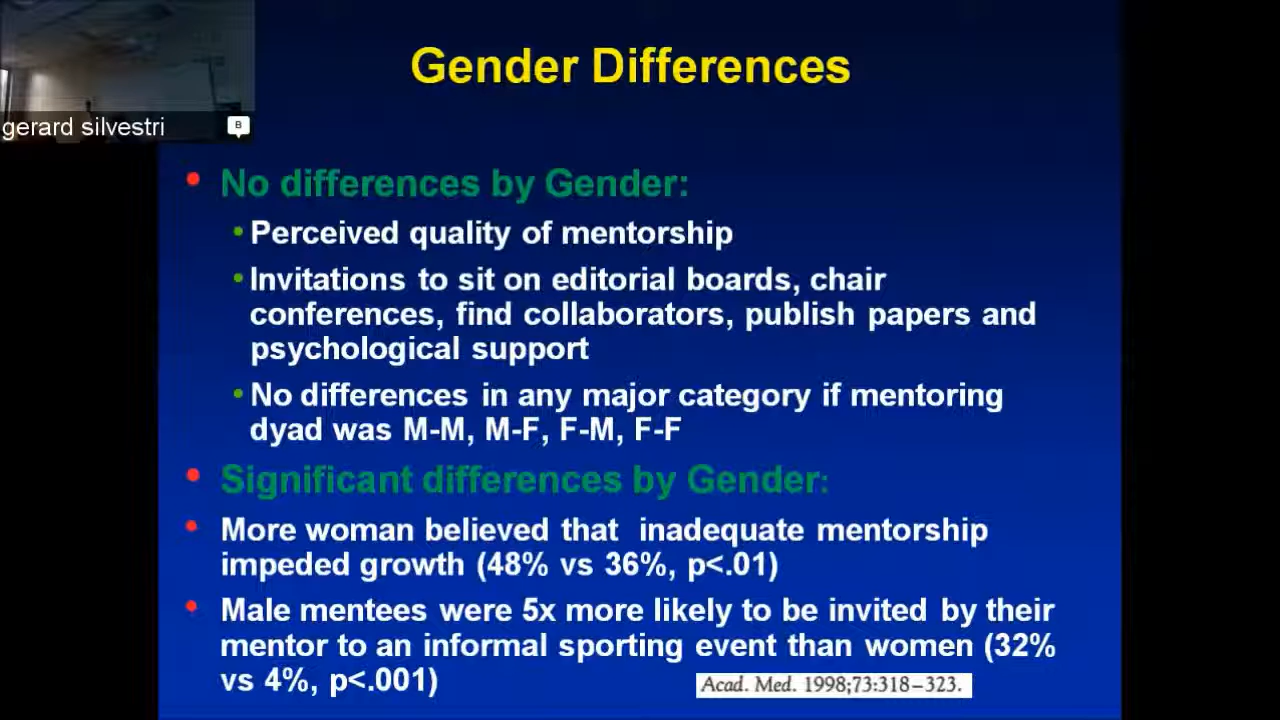 Gender Differences
gerard silvestri
B
• No differences by Gender:
• Perceived quality of mentorship
• Invitations to sit on editorial boards, chair
conferences, find collaborators, publish papers and
psychological support
• No differences in any major category if mentoring
dyad was M-M, M-F, F-M, F-F
• Significant differences by Gender:
• More woman believed that inadequate mentorship
impeded growth (48% vs 36%, p<.01)
• Male mentees were 5x more likely to be invited by their
mentor to an informal sporting event than women (32%
vs 4%, p<.001)
Acad. Med. 1998;73:318–323.